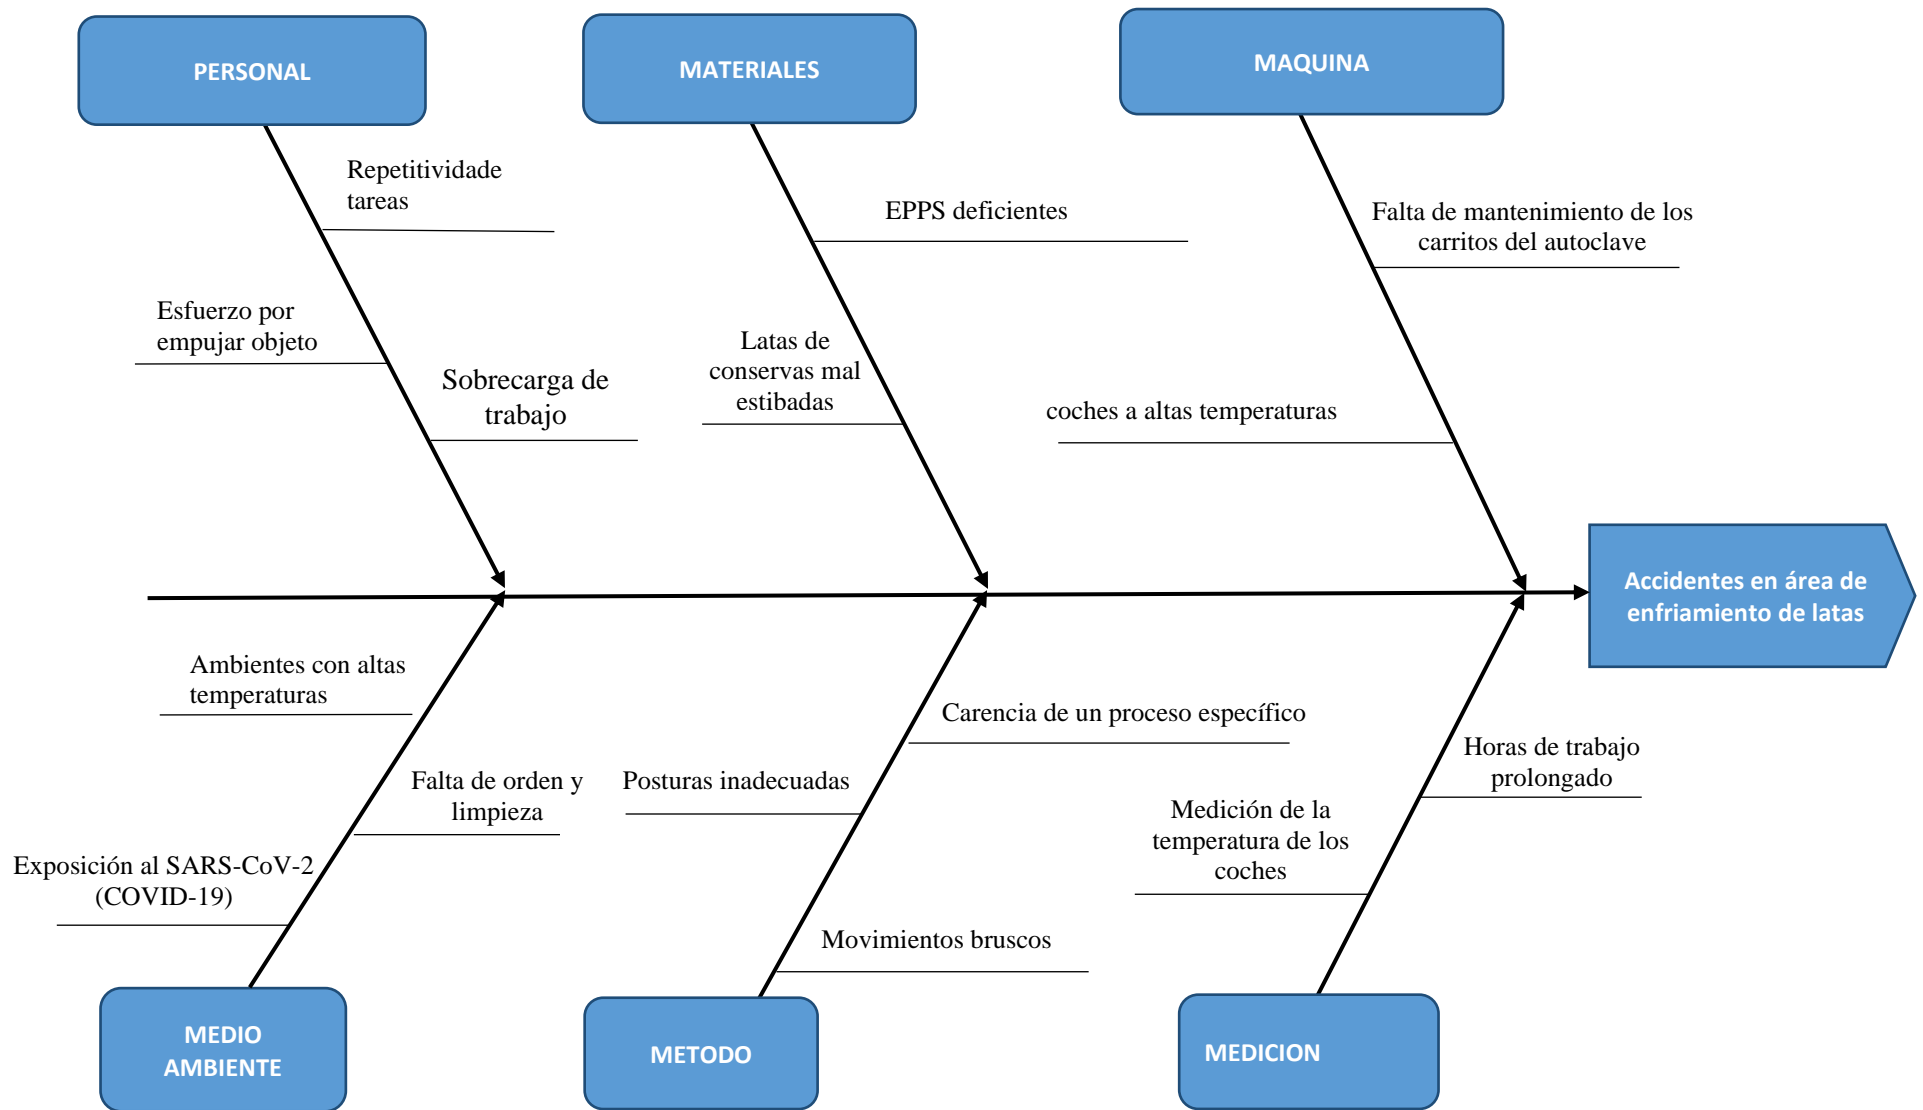 PERSONAL
MATERIALES
MAQUINA
Repetitividade
tareas
EPPS deficientes
Falta de mantenimiento de los
carritos del autoclave
Esfuerzo por
empujar objeto
Sobrecarga de
trabajo
Latas de
conservas mal
estibadas
coches a altas temperaturas
Accidentes en área de
enfriamiento de latas
Ambientes con altas
temperaturas
Carencia de un proceso específico
Horas de trabajo
prolongado
Falta de orden y
limpieza
Posturas inadecuadas
Medición de la
temperatura de los
coches
Exposición al SARS-CoV-2
(COVID-19)
Movimientos bruscos
MEDIO
AMBIENTE
METODO
MEDICION